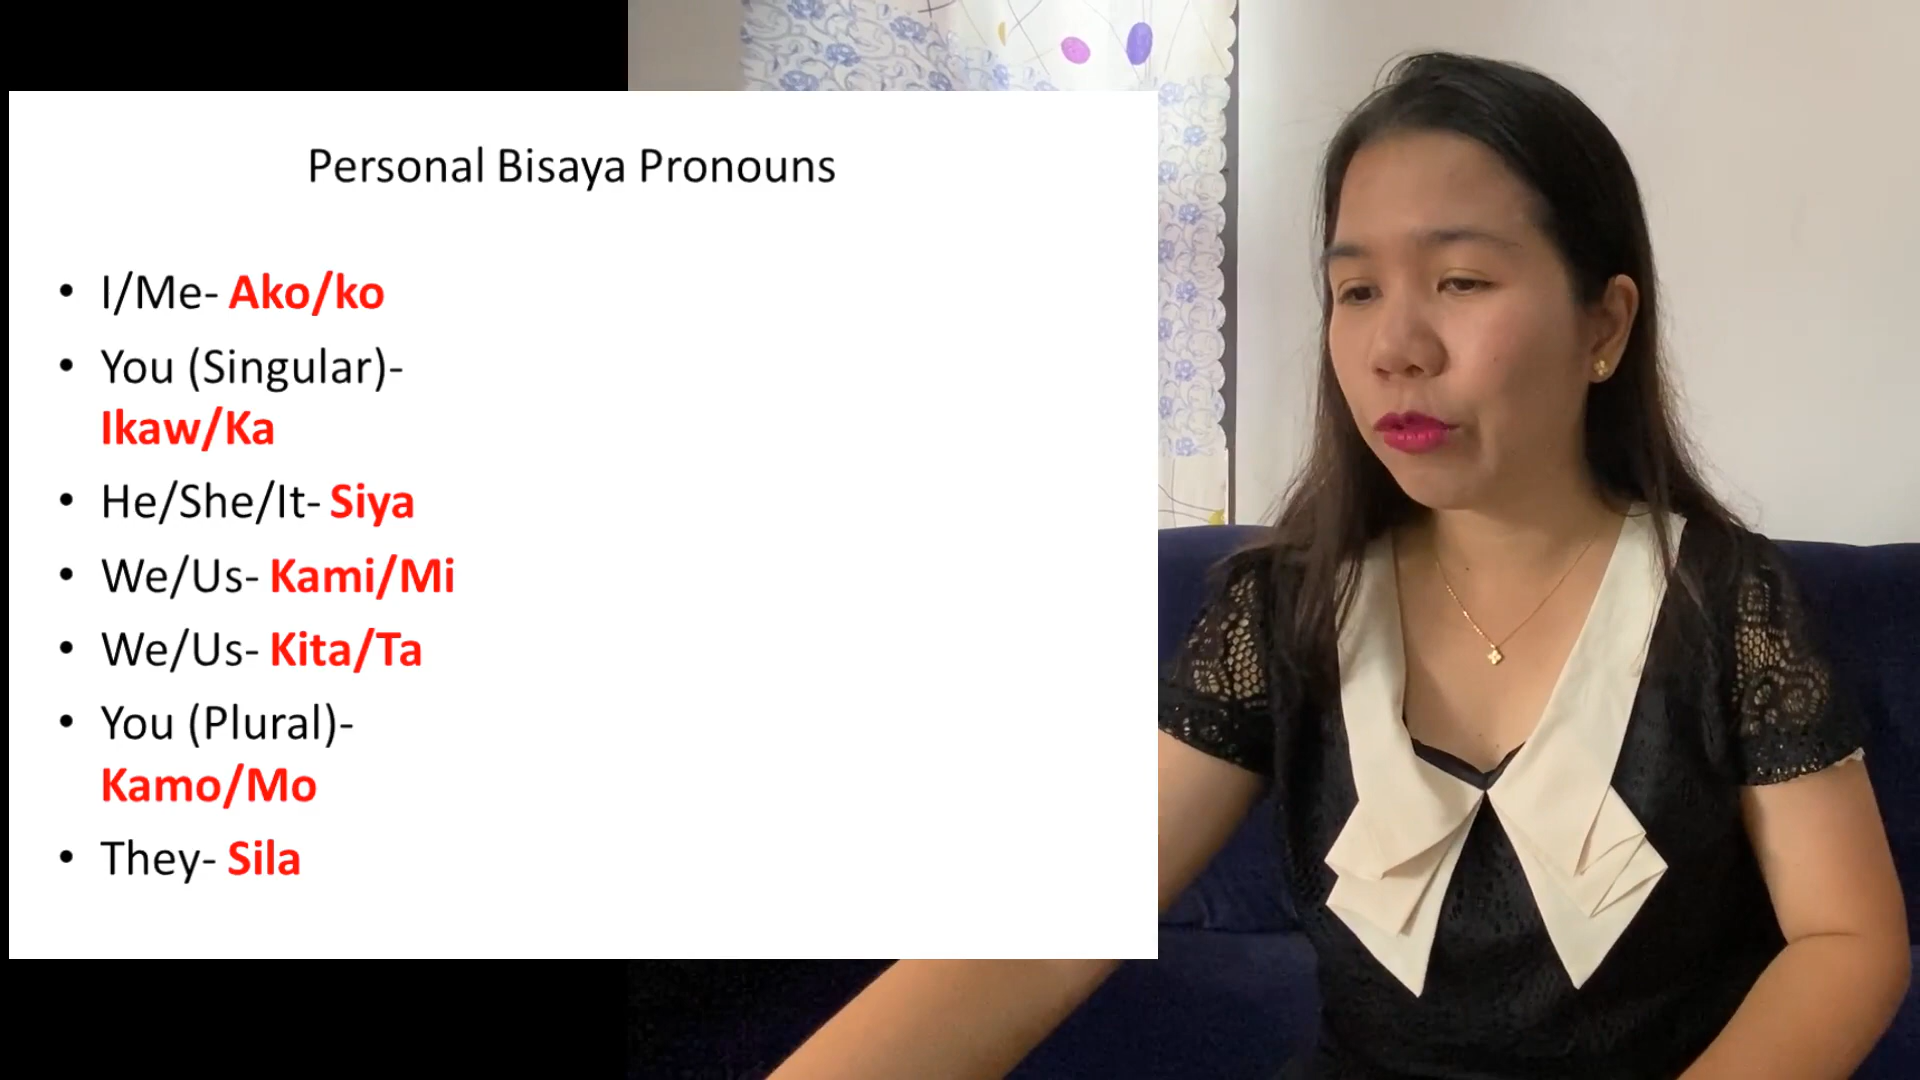 Personal Bisaya Pronouns
• I/Me- Ako/ko
• You (Singular)-
Ikaw/Ka
• He/She/It- Siya
• We/Us- Kami/Mi
• We/Us- Kita/Ta
• You (Plural)-
Kamo/Mo
• They- Sila